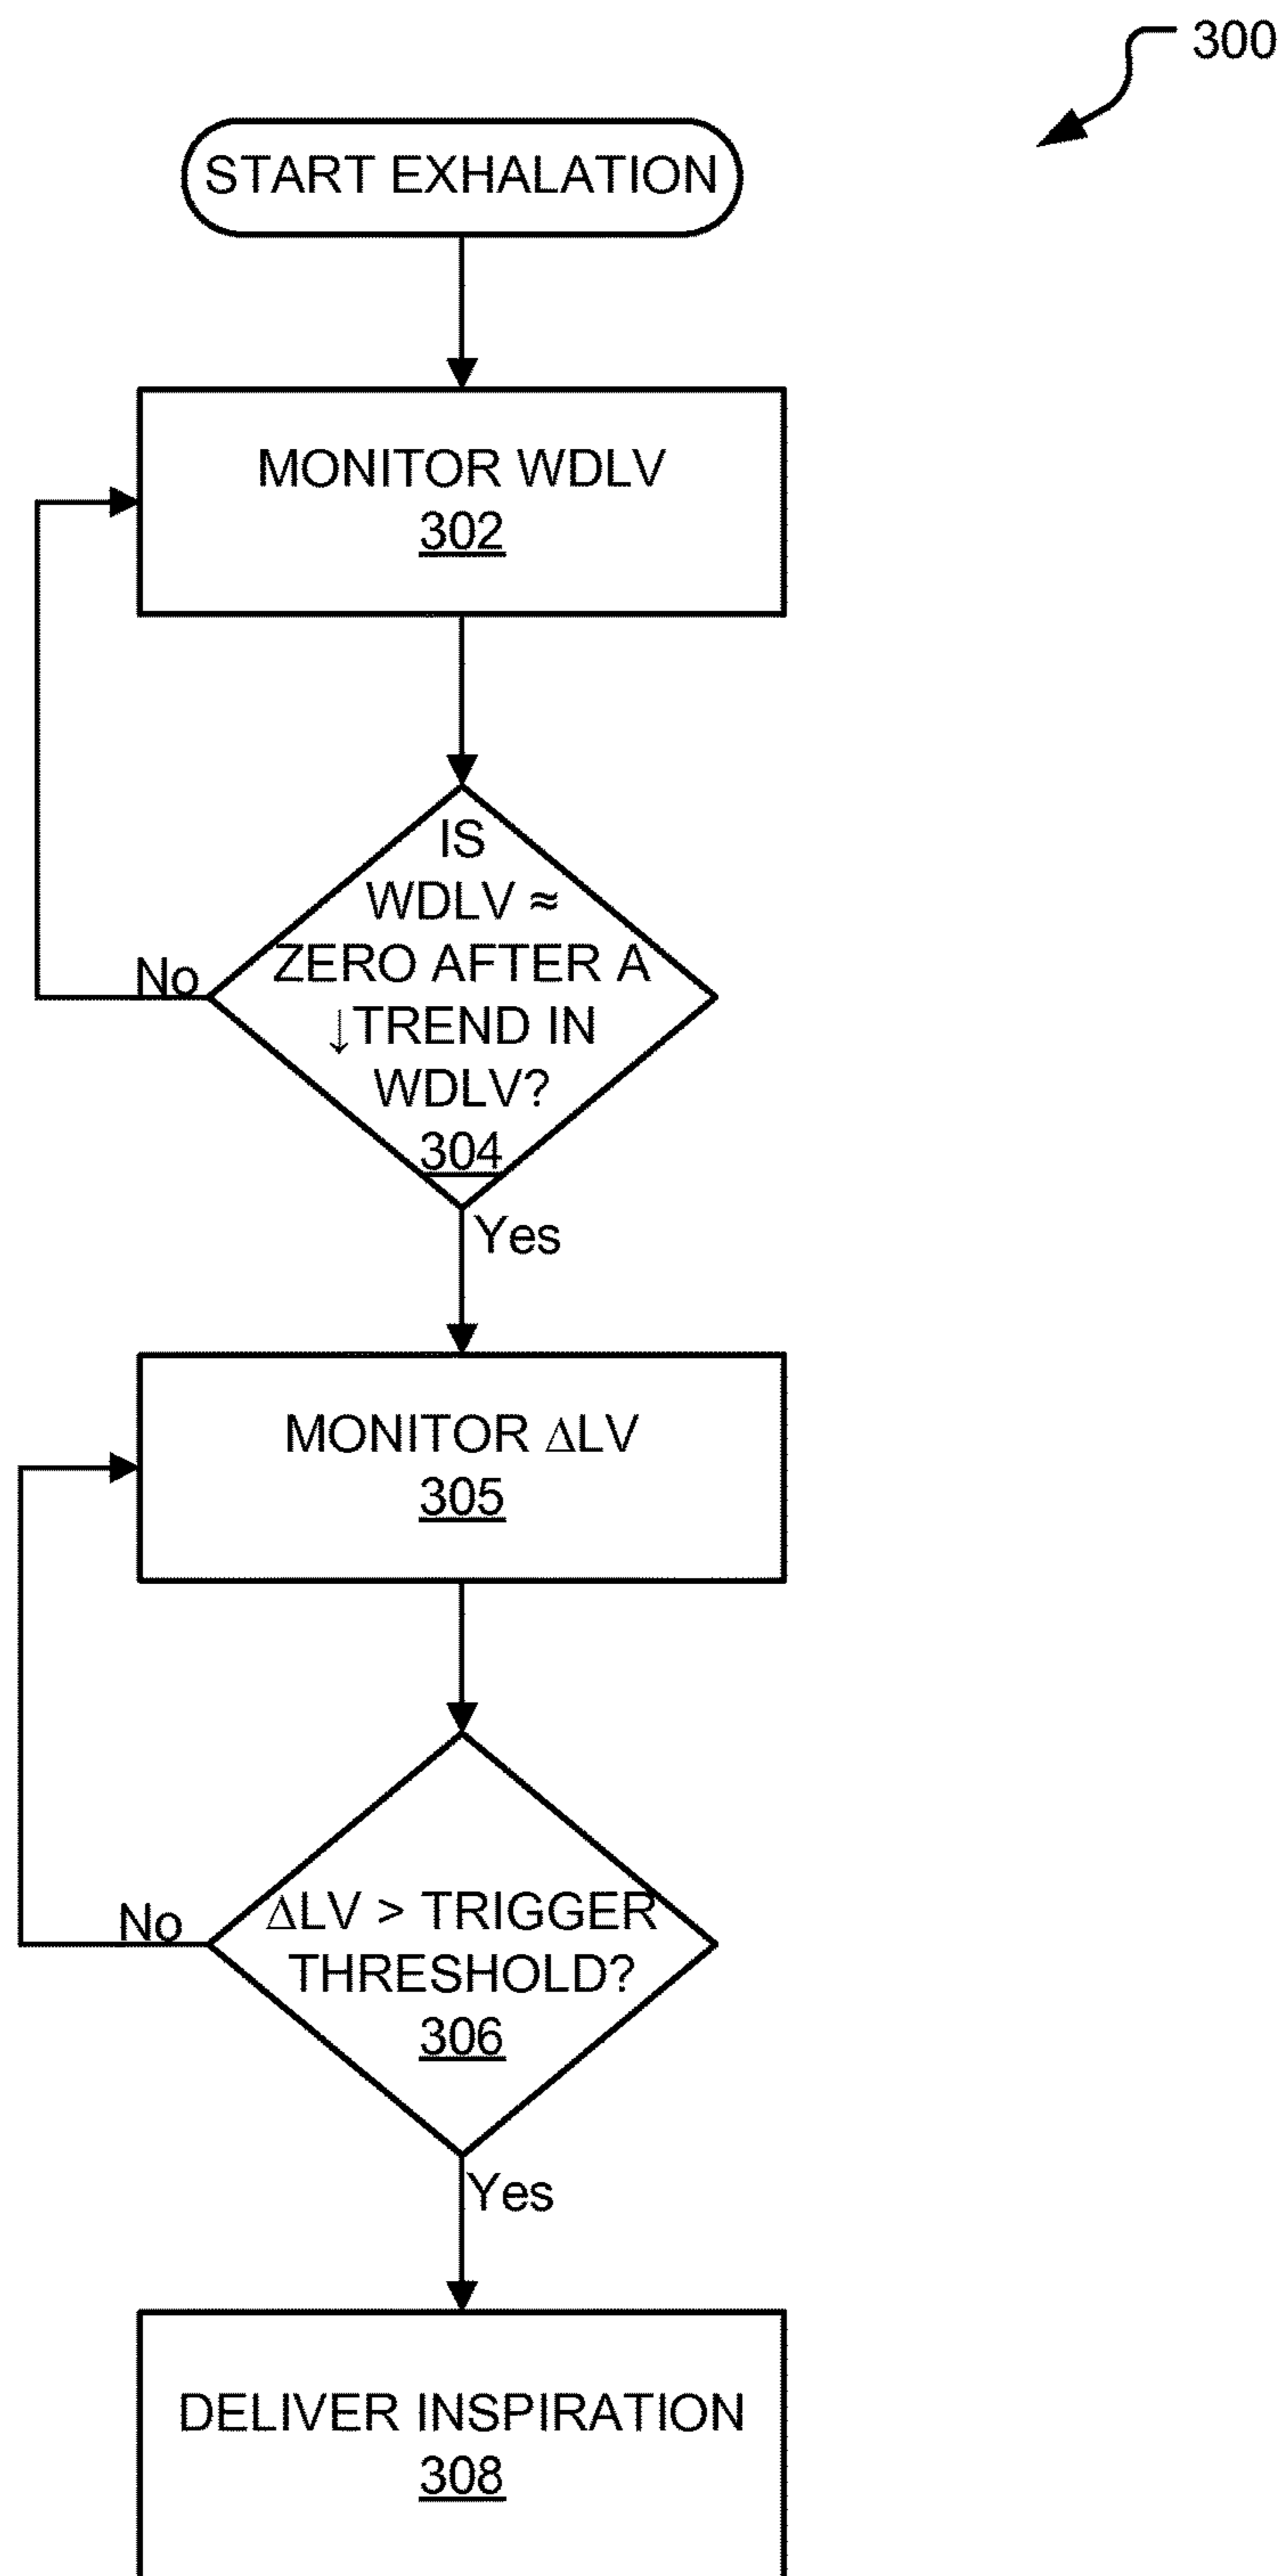 300
START EXHALATION
MONITOR WDLV
302
IS
WDLV ≈
ZERO AFTER A
↓TREND IN
WDLV?
304
No
Yes
MONITOR ΔLV
305
ΔLV > TRIGGER
THRESHOLD?
306
No
Yes
DELIVER INSPIRATION
308